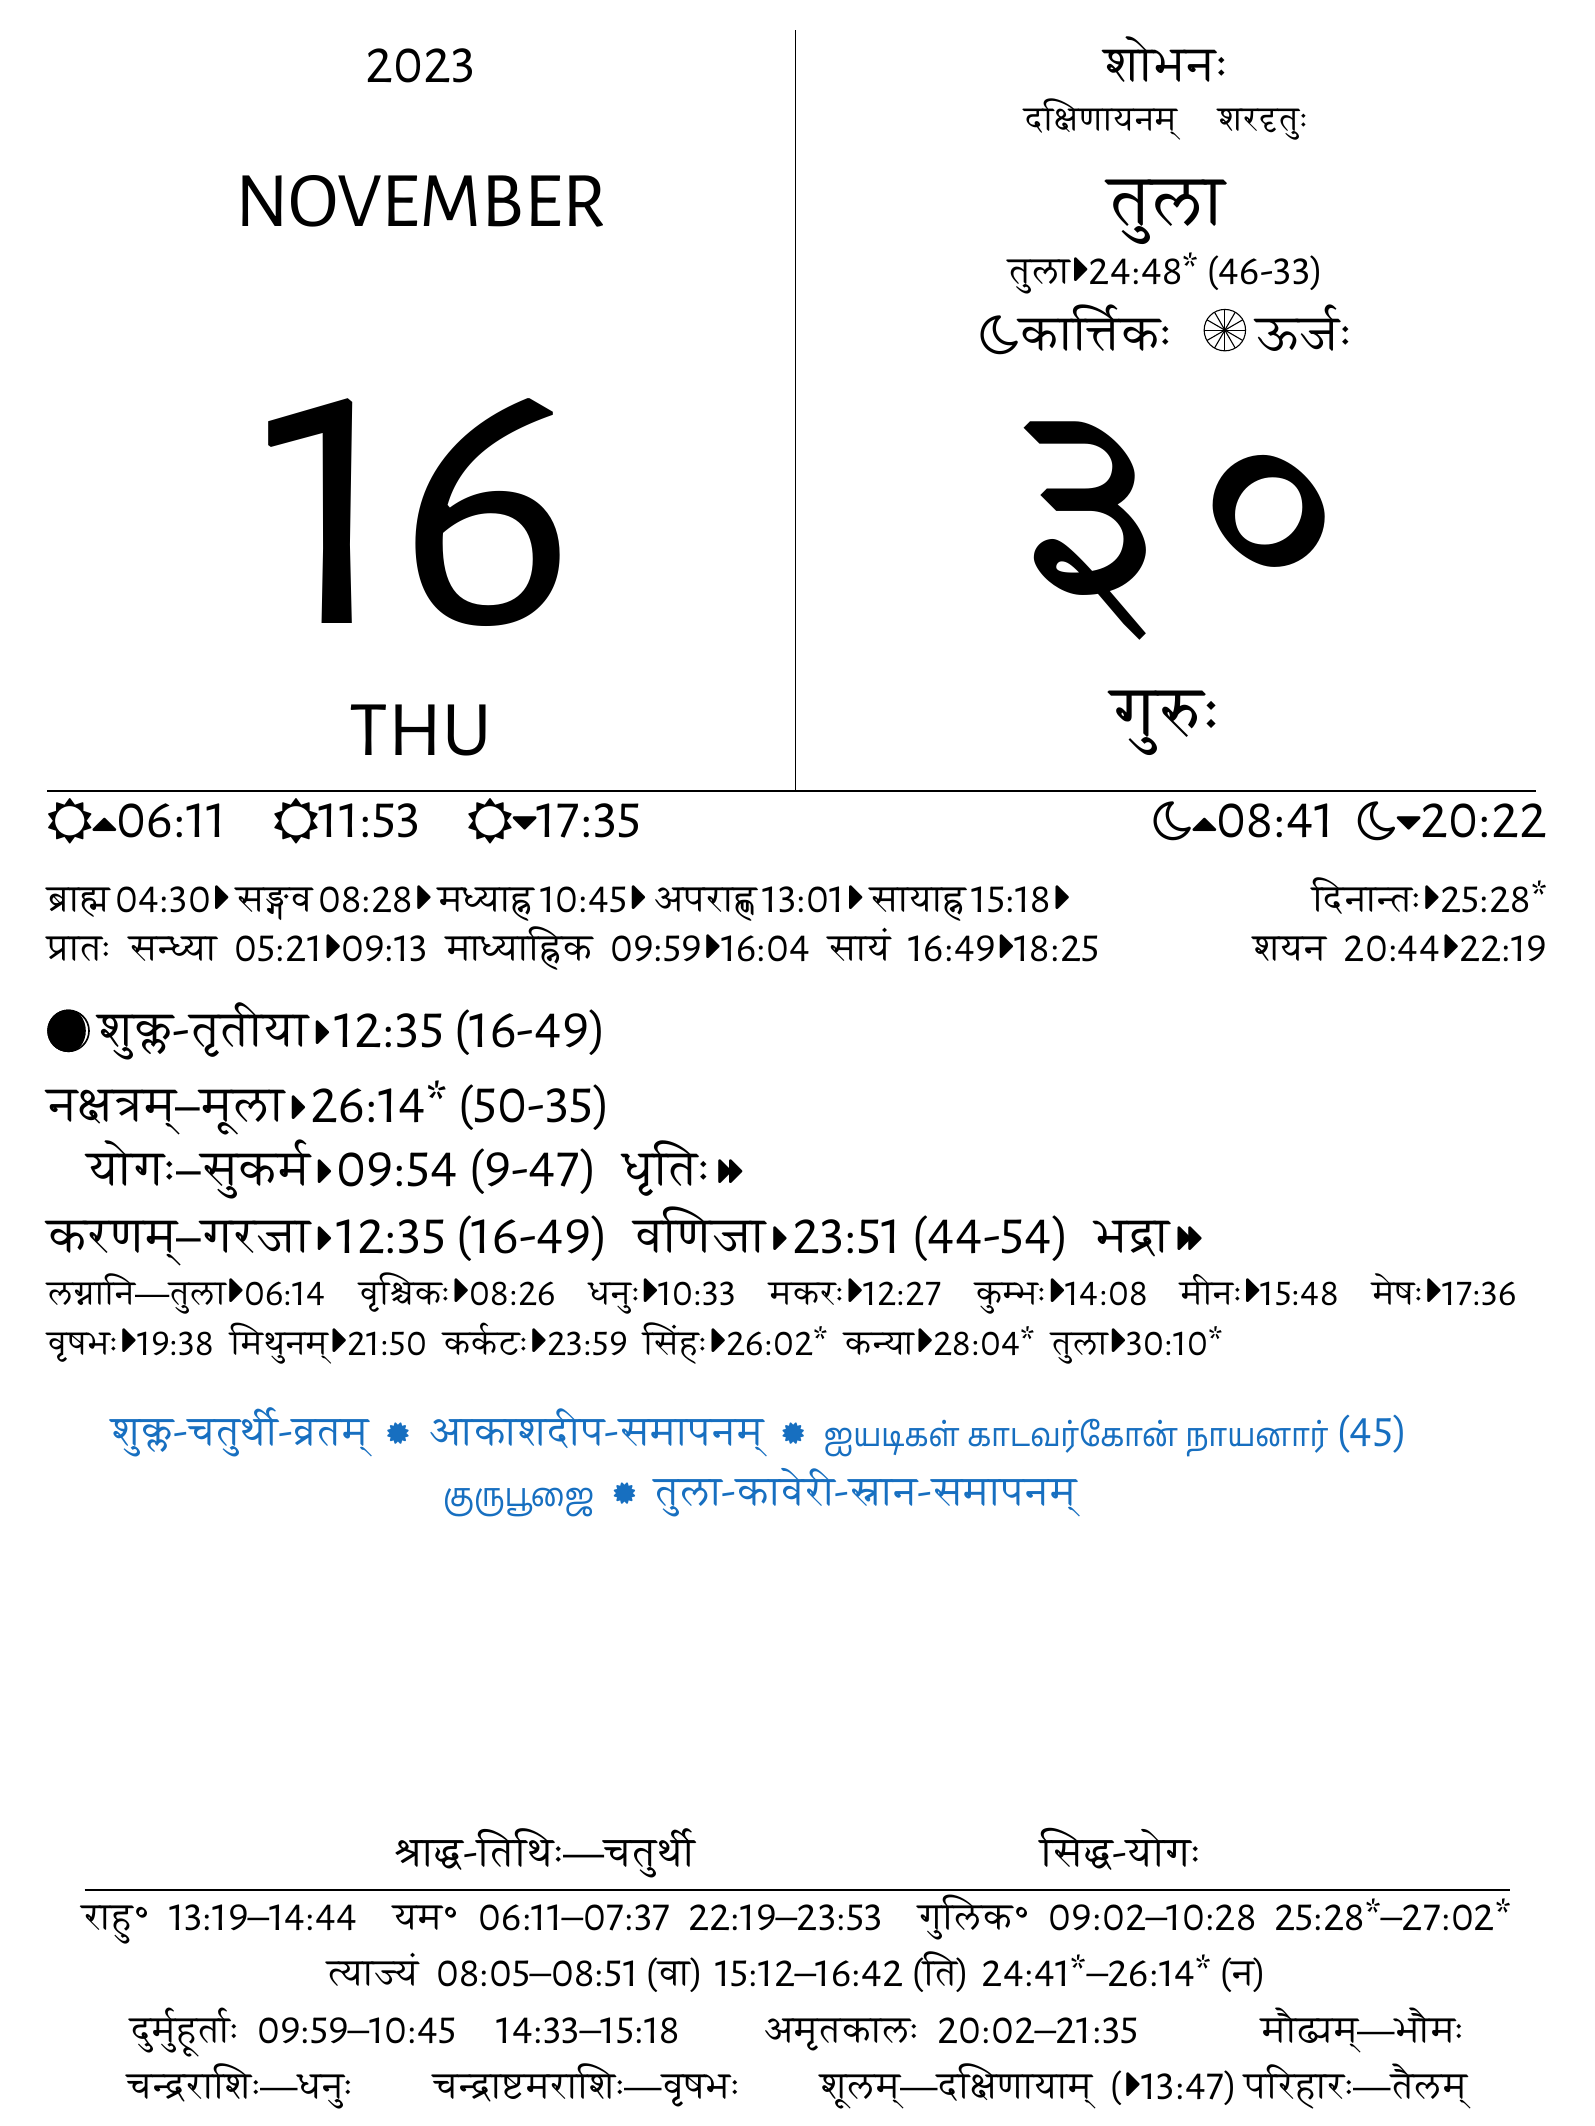 2023
NOVEMBER
16
THU
शोभनः
दक्षिणायनम् शरदृतुः
तुला
तुला⏵24:48* (46-33)
कार्त्तिकः ऊर्जः
३०
गुरुः
06:11 11:53 17:35 08:41 20:22
ब्राह्म 04:30⏵ सङ्गव 08:28⏵ मध्याह्न 10:45⏵ अपराह्ण 13:01⏵ सायाह्न 15:18⏵ दिनान्तः⏵25:28*
प्रातः सन्ध्या 05:21⏵09:13 माध्याह्निक 09:59⏵16:04 सायं 16:49⏵18:25 शयन 20:44⏵22:19
शुक्ल-तृतीया⏵12:35 (16-49)
नक्षत्रम्–मूला⏵26:14* (50-35)
योगः–सुकर्म⏵09:54 (9-47) धृतिः⏵⏵
करणम्–गरजा⏵12:35 (16-49) वणिजा⏵23:51 (44-54) भद्रा⏵⏵
लग्नानि—तुला⏵06:14 वृश्चिकः⏵08:26 धनुः⏵10:33 मकरः⏵12:27 कुम्भः⏵14:08 मीनः⏵15:48 मेषः⏵17:36
वृषभः⏵19:38 मिथुनम्⏵21:50 कर्कटः⏵23:59 सिंहः⏵26:02* कन्या⏵28:04* तुला⏵30:10*
शुक्ल-चतुर्थी-व्रतम् ✹ आकाशदीप-समापनम् ✹ ஐயடிகள் காடவர்கோன் நாயனார் (45)
குருபூஜை ✹ तुला-कावेरी-स्नान-समापनम्
श्राद्ध-तिथिः—चतुर्थी सिद्ध-योगः
राहु॰ 13:19–14:44 यम॰ 06:11–07:37 22:19–23:53 गुलिक॰ 09:02–10:28 25:28*–27:02*
त्याज्यं 08:05–08:51 (वा) 15:12–16:42 (ति) 24:41*–26:14* (न)
दुर्मुहूर्ताः 09:59–10:45 14:33–15:18 अमृतकालः 20:02–21:35 मौढ्यम्—भौमः
चन्द्रराशिः—धनुः चन्द्राष्टमराशिः—वृषभः शूलम्—दक्षिणायाम् (⏵13:47) परिहारः—तैलम्